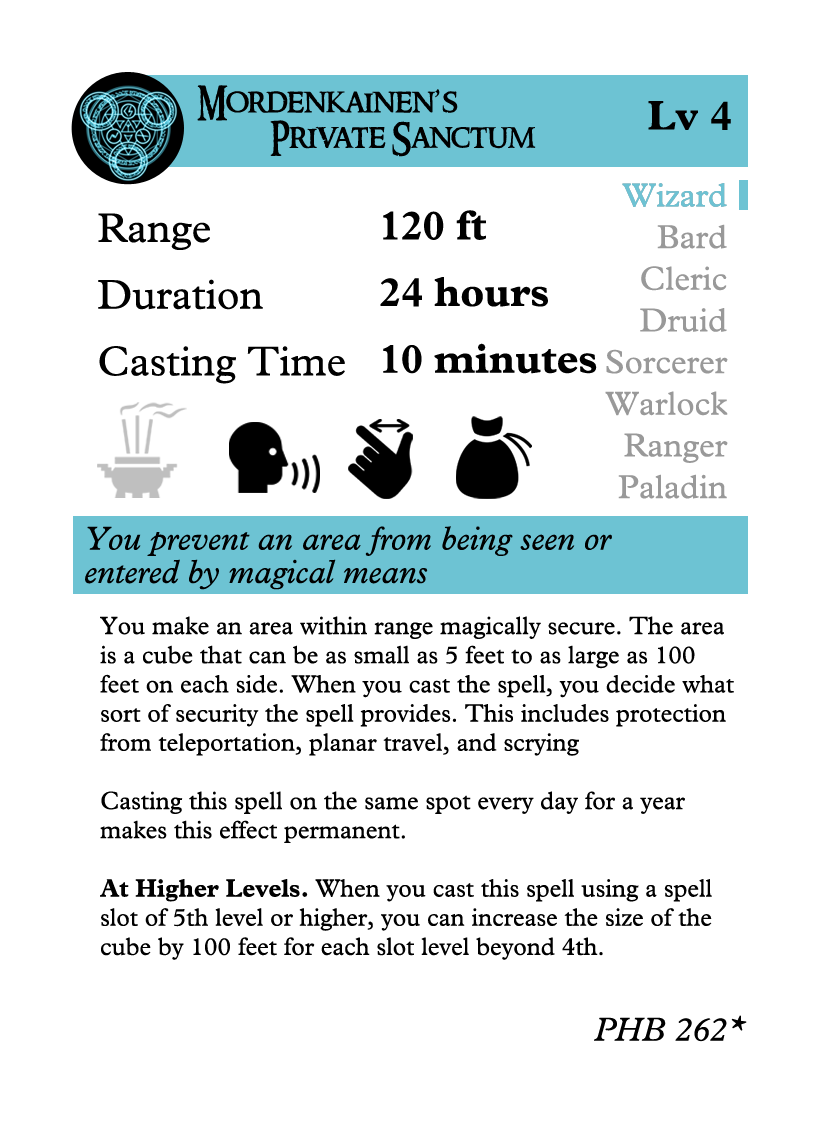 MORDENKAINEN'S
PRIVATE SANCTUM
Lv 4
Wizard
Bard
Cleric
Druid
Sorcerer
Warlock
Ranger
Paladin
Range 120 ft
Duration 24 hours
Casting Time 10 minutes
You prevent an area from being seen or
entered by magical means
You make an area within range magically secure. The area
is a cube that can be as small as 5 feet to as large as 100
feet on each side. When you cast the spell, you decide what
sort of security the spell provides. This includes protection
from teleportation, planar travel, and scrying
Casting this spell on the same spot every day for a year
makes this effect permanent.
At Higher Levels. When you cast this spell using a spell
slot of 5th level or higher, you can increase the size of the
cube by 100 feet for each slot level beyond 4th.
PHB 262*